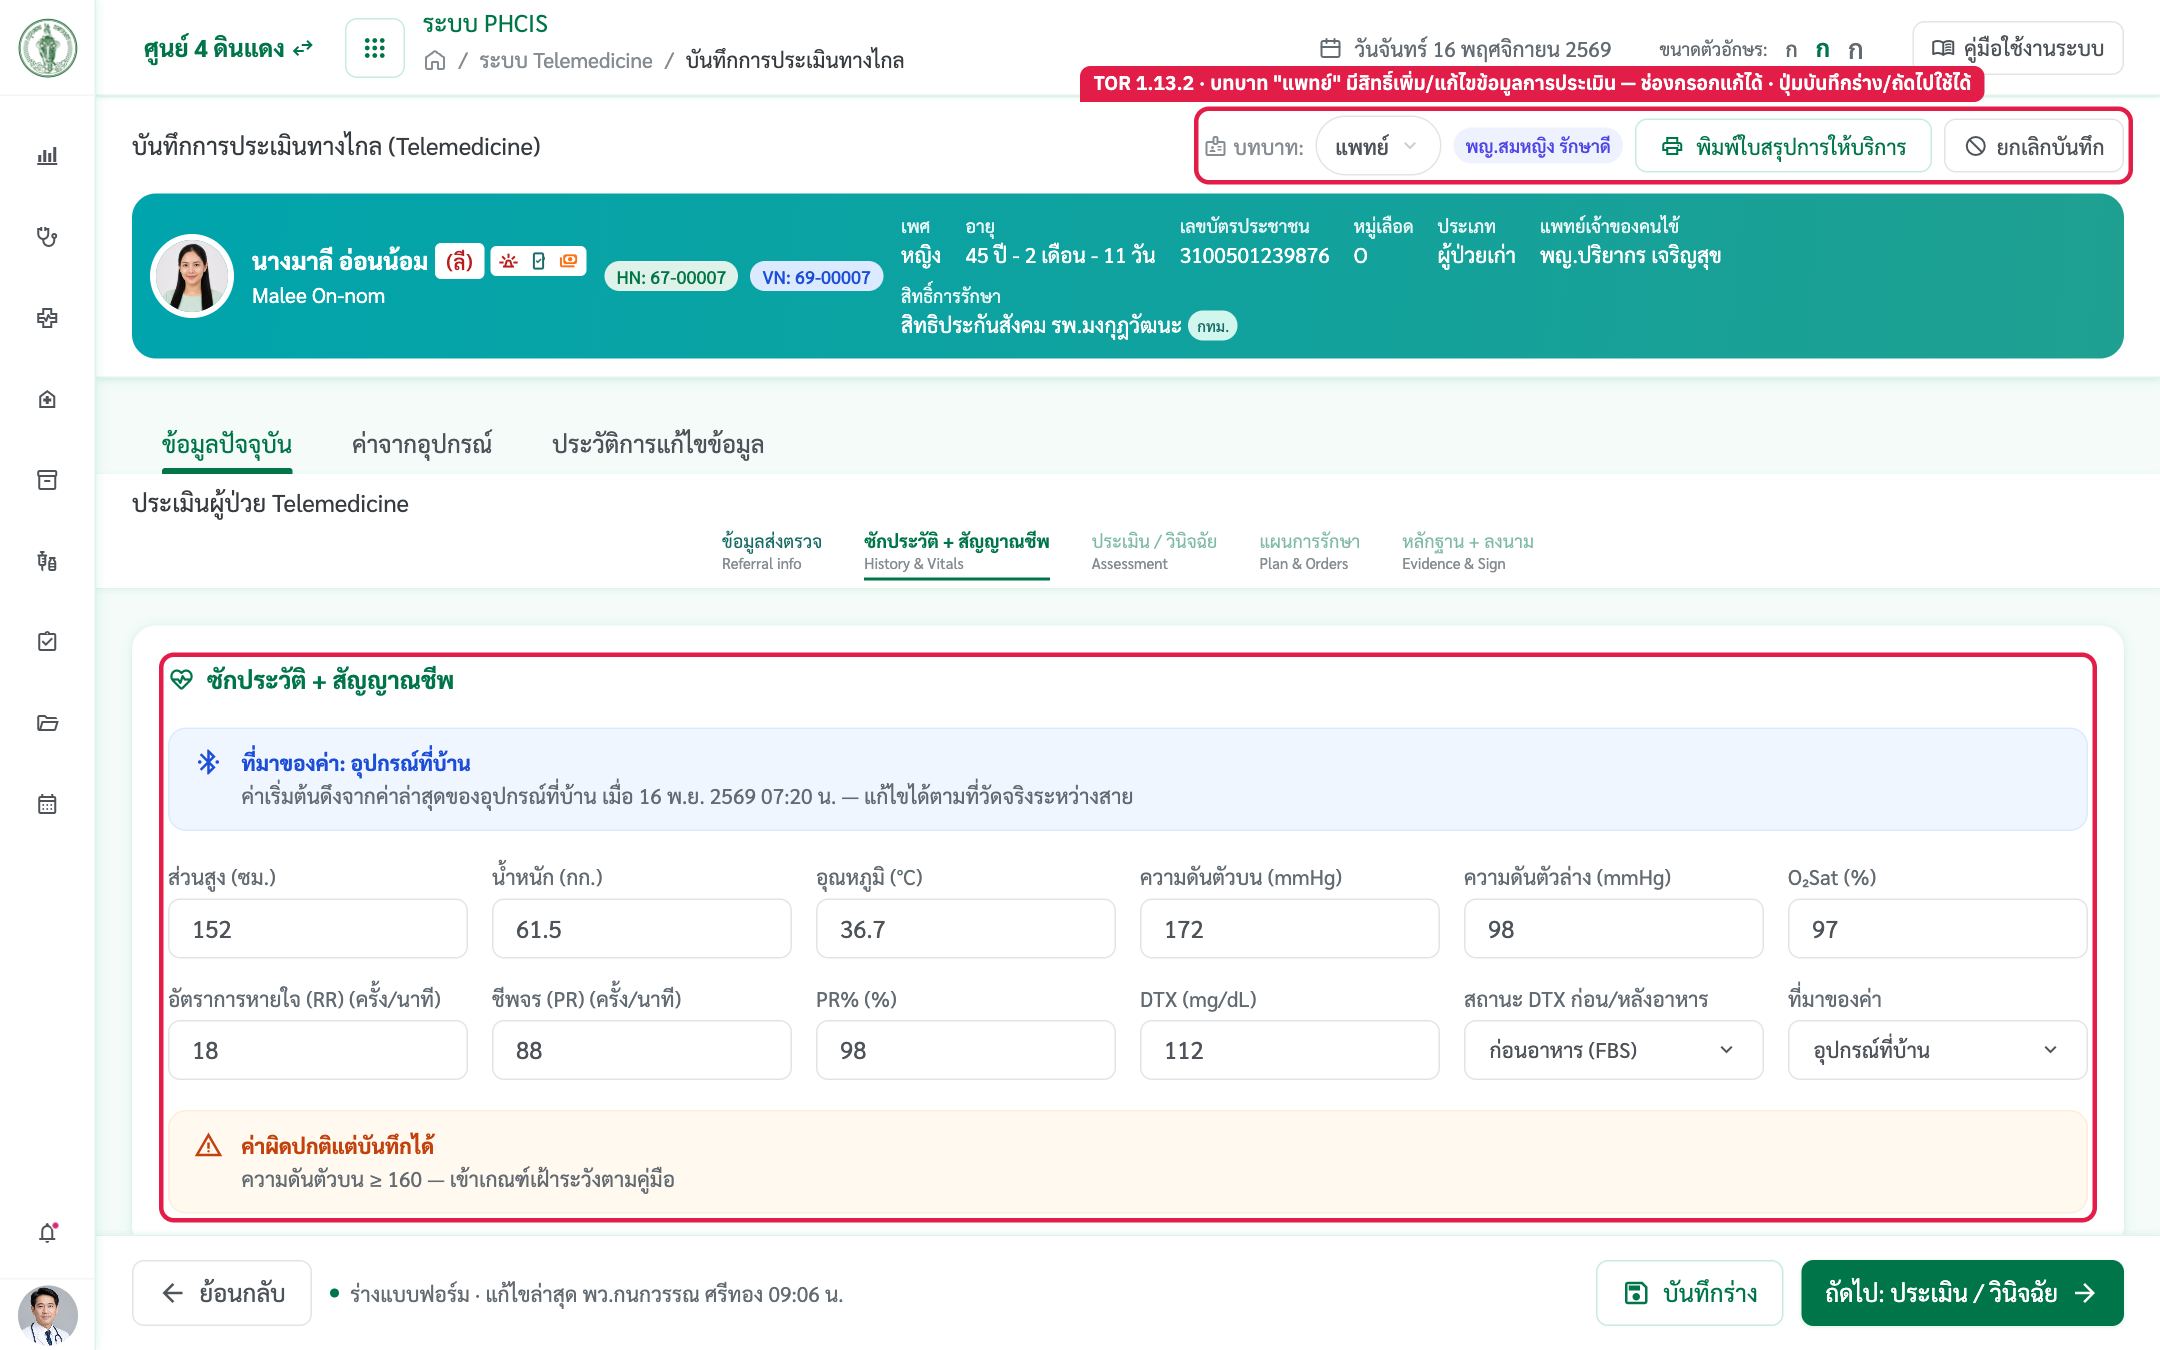 ศูนย์ 4 ดินแดง
ระบบ PHCIS
/ ระบบ Telemedicine / บันทึกการประเมินทางไกล
วันจันทร์ 16 พฤศจิกายน 2569
ขนาดตัวอักษร: ก ก ก
คู่มือใช้งานระบบ
TOR 1.13.2 · บทบาท "แพทย์" มีสิทธิ์เพิ่ม/แก้ไขข้อมูลการประเมิน — ช่องกรอกแก้ได้ · ปุ่มบันทึกร่าง/ถัดไปใช้ได้
บันทึกการประเมินทางไกล (Telemedicine)
บทบาท: แพทย์ พญ.สมหญิง รักษาดี พิมพ์ใบสรุปการให้บริการ ยกเลิกบันทึก
นางมาลี อ่อนน้อม (ลี)
Malee On-nom
HN: 67-00007 VN: 69-00007
เพศ อายุ เลขบัตรประชาชน หมู่เลือด ประเภท แพทย์เจ้าของคนไข้
หญิง 45 ปี - 2 เดือน - 11 วัน 3100501239876 O ผู้ป่วยเก่า พญ.ปริยากร เจริญสุข
สิทธิ์การรักษา
สิทธิประกันสังคม รพ.มงกุฎวัฒนะ กทม.
ข้อมูลปัจจุบัน ค่าจากอุปกรณ์ ประวัติการแก้ไขข้อมูล
ประเมินผู้ป่วย Telemedicine
ข้อมูลส่งตรวจ ซักประวัติ + สัญญาณชีพ ประเมิน / วินิจฉัย แผนการรักษา หลักฐาน + ลงนาม
Referral info History & Vitals Assessment Plan & Orders Evidence & Sign
ซักประวัติ + สัญญาณชีพ
ที่มาของค่า: อุปกรณ์ที่บ้าน
ค่าเริ่มต้นดึงจากค่าล่าสุดของอุปกรณ์ที่บ้าน เมื่อ 16 พ.ย. 2569 07:20 น. — แก้ไขได้ตามที่วัดจริงระหว่างสาย
ส่วนสูง (ซม.) น้ำหนัก (กก.) อุณหภูมิ (°C) ความดันตัวบน (mmHg) ความดันตัวล่าง (mmHg) O₂Sat (%)
152 61.5 36.7 172 98 97
อัตราการหายใจ (RR) (ครั้ง/นาที) ชีพจร (PR) (ครั้ง/นาที) PR% (%) DTX (mg/dL) สถานะ DTX ก่อน/หลังอาหาร ที่มาของค่า
18 88 98 112 ก่อนอาหาร (FBS) อุปกรณ์ที่บ้าน
ค่าผิดปกติแต่บันทึกได้
ความดันตัวบน ≥ 160 — เข้าเกณฑ์เฝ้าระวังตามคู่มือ
ย้อนกลับ ร่างแบบฟอร์ม · แก้ไขล่าสุด พว.กนกวรรณ ศรีทอง 09:06 น. บันทึกร่าง ถัดไป: ประเมิน / วินิจฉัย